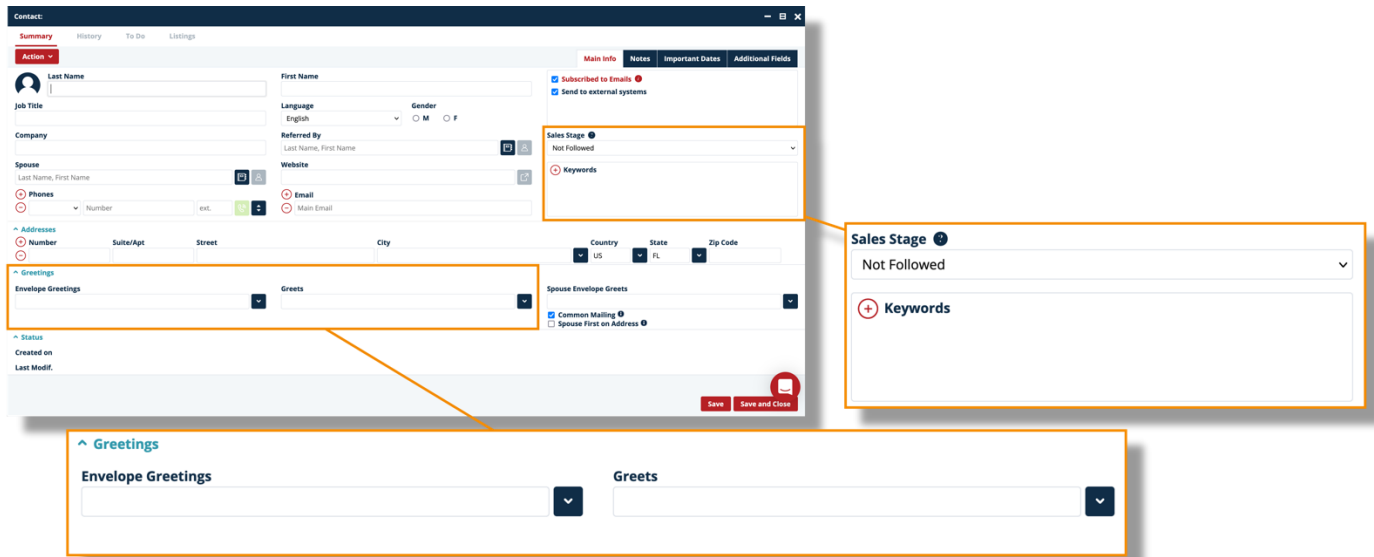 Contact:
Summary History To Do Listings
Action
Main Info Notes Important Dates Additional Fields
Last Name First Name
Subscribed to Emails
Send to external systems
Job Title Language Gender
English M F
Company Referred By Sales Stage ?
Last Name, First Name Not Followed
Spouse Website Keywords
Last Name, First Name
Phones Email
Number ext. Main Email
Addresses
Number Suite/Apt Street City Country State Zip Code
US FL
Greetings
Envelope Greetings Greets Spouse Envelope Greets
Common Mailing
Spouse First on Address
Status
Created on
Last Modif.
Save Save and Close
Sales Stage ?
Not Followed
Keywords
Greetings
Envelope Greetings Greets